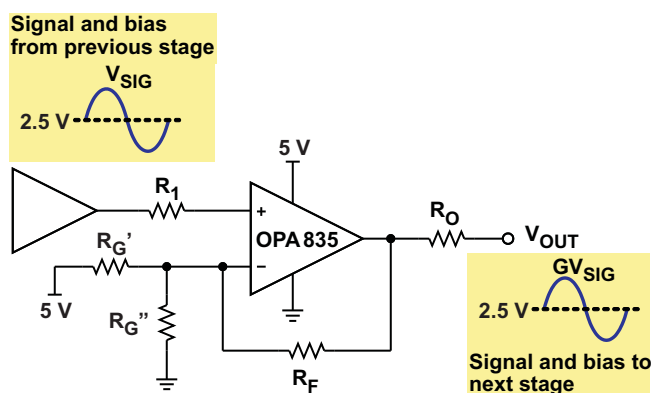 Signal and bias
from previous stage
VSIG
2.5 V
5 V
R1
+
OPA835
−
RO
VOUT
RG’
5 V
RG”
RF
GVSIG
2.5 V
Signal and bias to
next stage